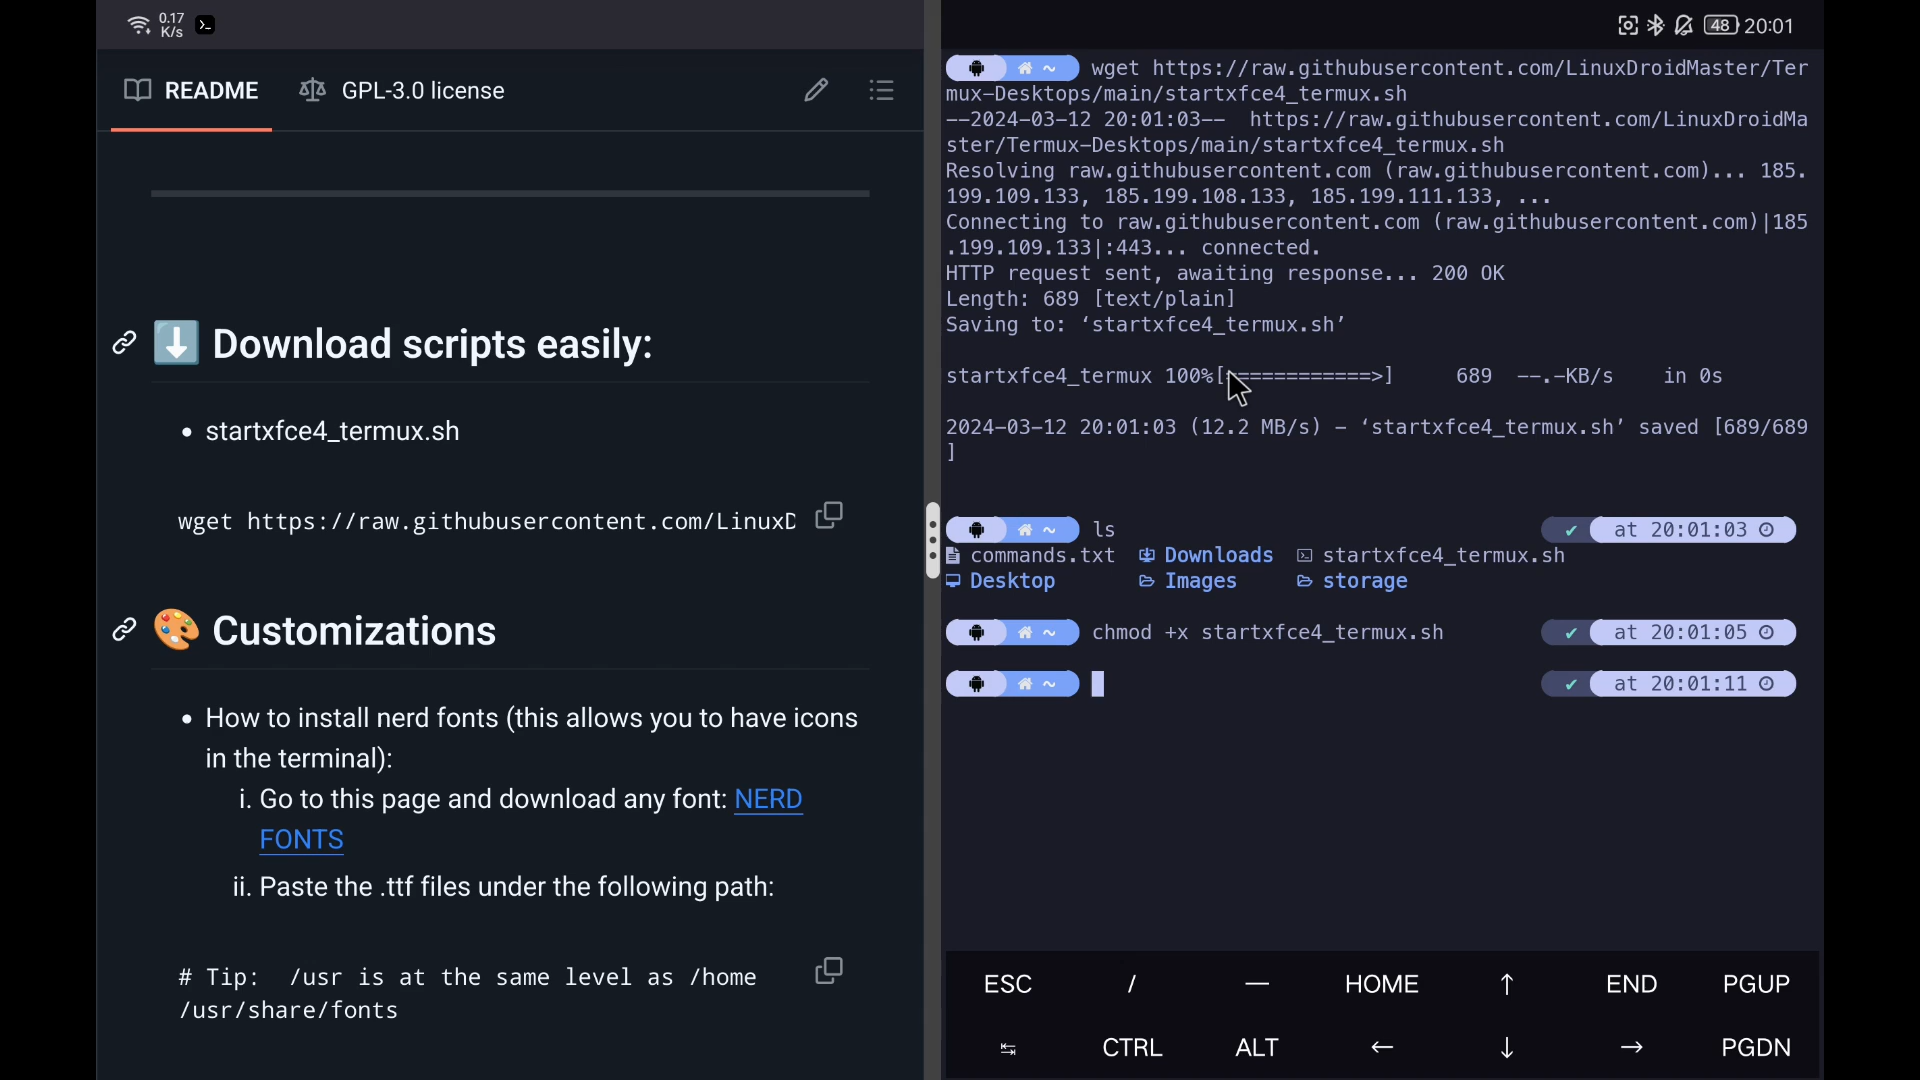 0.17
K/s
README
GPL-3.0 license
Download scripts easily:
startxfce4_termux.sh
wget https://raw.githubusercontent.com/LinuxD
Customizations
How to install nerd fonts (this allows you to have icons
in the terminal):
i. Go to this page and download any font: NERD
FONTS
ii. Paste the .ttf files under the following path:
# Tip:  /usr is at the same level as /home
/usr/share/fonts
48 20:01
~ wget https://raw.githubusercontent.com/LinuxDroidMaster/Ter
mux-Desktops/main/startxfce4_termux.sh
--2024-03-12 20:01:03--  https://raw.githubusercontent.com/LinuxDroidMa
ster/Termux-Desktops/main/startxfce4_termux.sh
Resolving raw.githubusercontent.com (raw.githubusercontent.com)... 185.
199.109.133, 185.199.108.133, 185.199.111.133, ...
Connecting to raw.githubusercontent.com (raw.githubusercontent.com)|185
.199.109.133|:443... connected.
HTTP request sent, awaiting response... 200 OK
Length: 689 [text/plain]
Saving to: ‘startxfce4_termux.sh’
startxfce4_termux 100%[===========>]     689  --.-KB/s    in 0s
2024-03-12 20:01:03 (12.2 MB/s) - ‘startxfce4_termux.sh’ saved [689/689
]
~ ls ✔ at 20:01:03
commands.txt Downloads startxfce4_termux.sh
Desktop Images storage
~ chmod +x startxfce4_termux.sh ✔ at 20:01:05
~ ✔ at 20:01:11
ESC / — HOME ↑ END PGUP
↹ CTRL ALT ← ↓ → PGDN